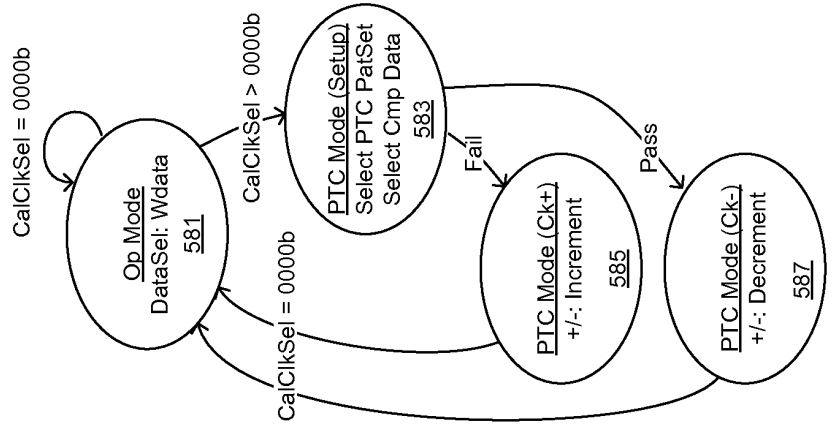 CalClkSel = 0000b
Op Mode
DataSel: Wdata
581
CalClkSel > 0000b
PTC Mode (Setup)
Select PTC PatSet
Select Cmp Data
583
Fail
Pass
CalClkSel = 0000b
PTC Mode (Ck+)
+/-: Increment
585
PTC Mode (Ck-)
+/-: Decrement
587